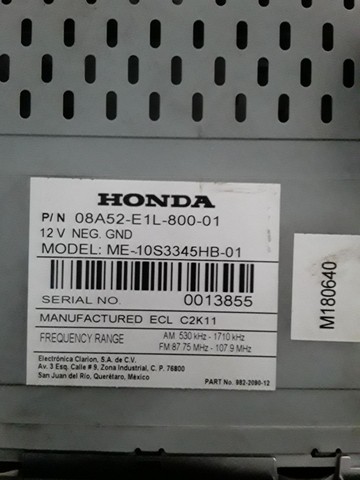 HONDA
P/N 08A52-E1L-800-01
12 V NEG. GND
MODEL: ME-10S3345HB-01
SERIAL NO. 0013855
MANUFACTURED ECL C2K11
FREQUENCY RANGE AM: 530 kHz - 1710 kHz
FM: 87.75 MHz - 107.9 MHz
Electrónica Clarion, S.A. de C.V.
Av. 3 Esq. Calle # 9, Zona Industrial, C. P. 76800
San Juan del Río, Querétaro, México
PART No. 982-2090-12
M180640